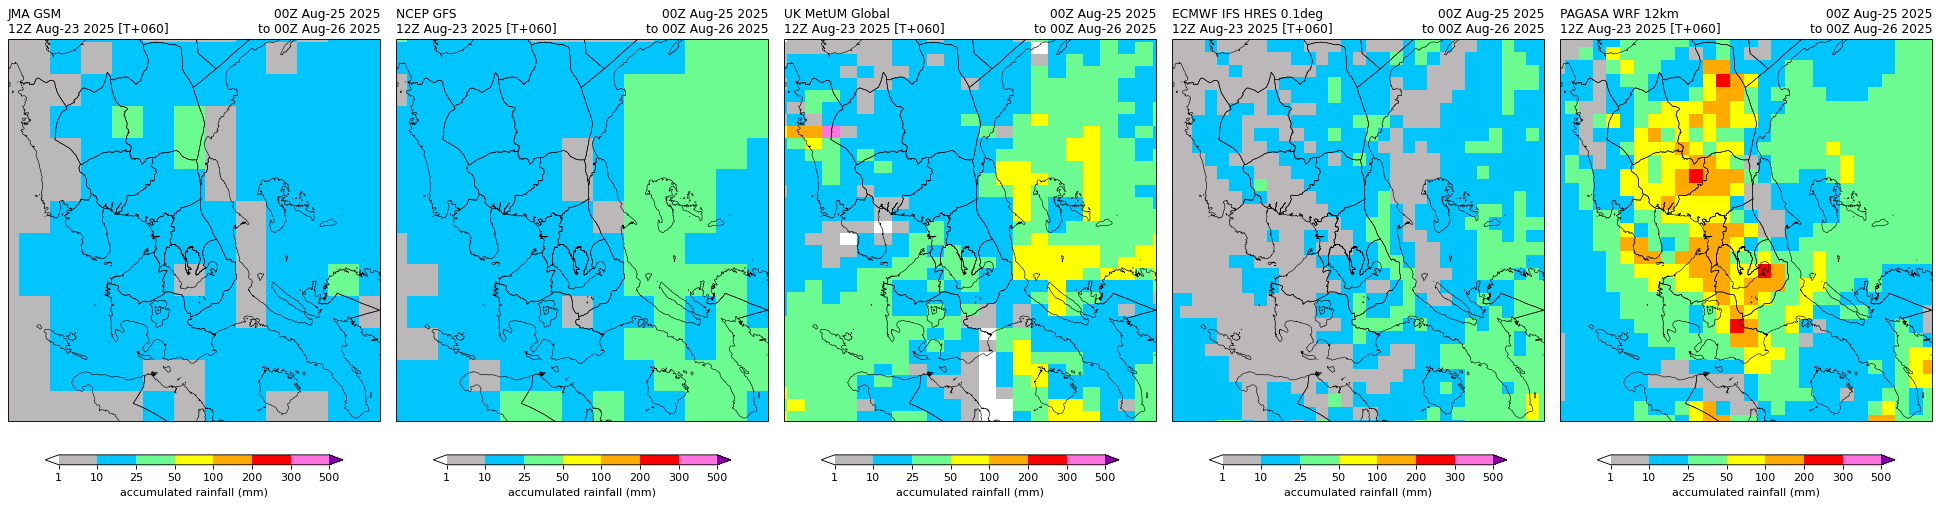 JMA GSM
00Z Aug-25 2025
12Z Aug-23 2025 [T+060]
to 00Z Aug-26 2025
NCEP GFS
00Z Aug-25 2025
12Z Aug-23 2025 [T+060]
to 00Z Aug-26 2025
UK MetUM Global
00Z Aug-25 2025
12Z Aug-23 2025 [T+060]
to 00Z Aug-26 2025
ECMWF IFS HRES 0.1deg
00Z Aug-25 2025
12Z Aug-23 2025 [T+060]
to 00Z Aug-26 2025
PAGASA WRF 12km
00Z Aug-25 2025
12Z Aug-23 2025 [T+060]
to 00Z Aug-26 2025
1 10 25 50 100 200 300 500
accumulated rainfall (mm)
1 10 25 50 100 200 300 500
accumulated rainfall (mm)
1 10 25 50 100 200 300 500
accumulated rainfall (mm)
1 10 25 50 100 200 300 500
accumulated rainfall (mm)
1 10 25 50 100 200 300 500
accumulated rainfall (mm)